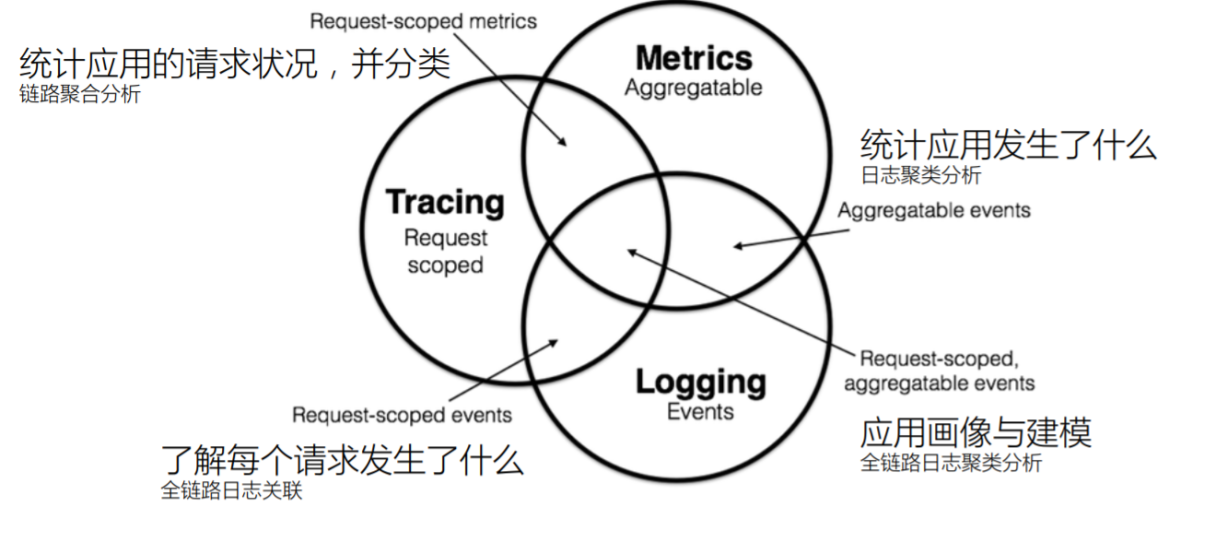 Request-scoped metrics
统计应用的请求状况，并分类
链路聚合分析
Metrics
Aggregatable
统计应用发生了什么
日志聚类分析
Aggregatable events
Tracing
Request
scoped
Request-scoped,
aggregatable events
Logging
Events
Request-scoped events
应用画像与建模
全链路日志聚类分析
了解每个请求发生了什么
全链路日志关联